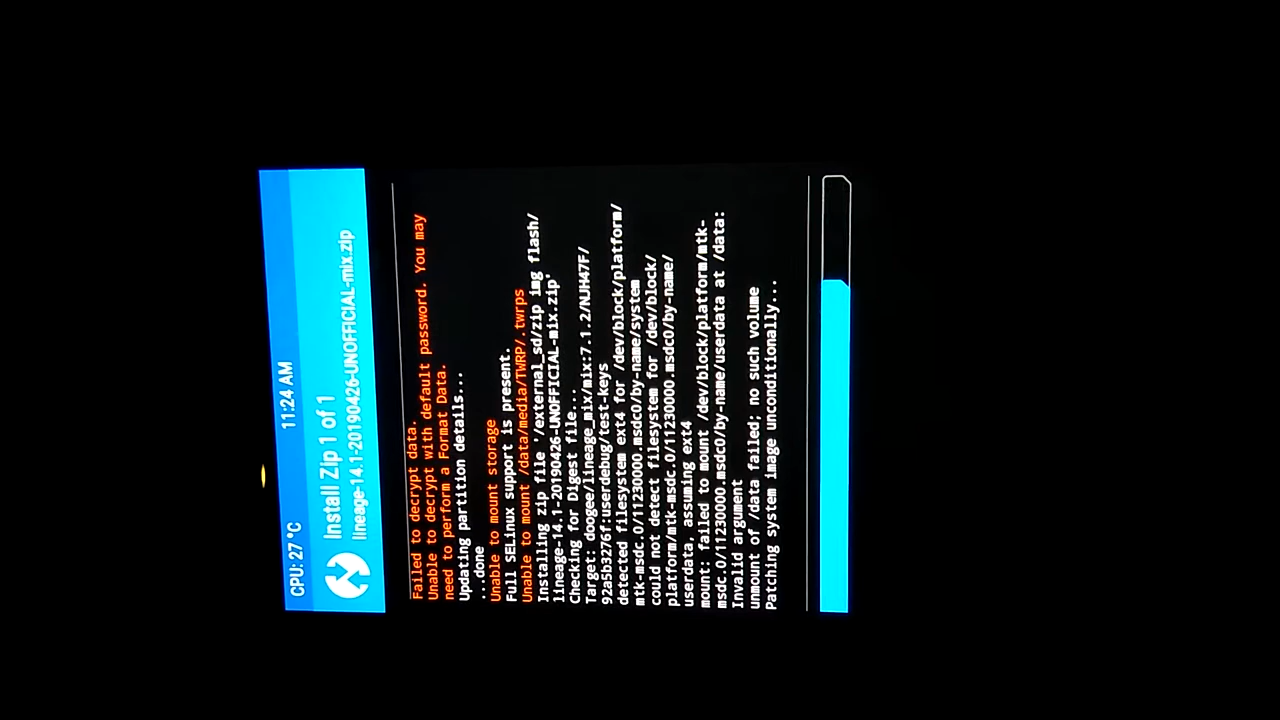 CPU: 27 °C
11:24 AM
Install Zip 1 of 1
lineage-14.1-20190426-UNOFFICIAL-mix.zip
Failed to decrypt data.
Unable to decrypt with default password. You may
need to perform a Format Data.
Updating partition details...
...done
Unable to mount storage
Full SELinux support is present.
Unable to mount /data/media/TWRP/.twrps
Installing zip file '/external_sd/zip img flash/
lineage-14.1-20190426-UNOFFICIAL-mix.zip'
Checking for Digest file...
Target: doogee/lineage_mix/mix:7.1.2/NJH47F/
92a5b3276f:userdebug/test-keys
detected filesystem ext4 for /dev/block/platform/
mtk-msdc.0/11230000.msdc0/by-name/system
could not detect filesystem for /dev/block/
platform/mtk-msdc.0/11230000.msdc0/by-name/
userdata, assuming ext4
mount: failed to mount /dev/block/platform/mtk-
msdc.0/11230000.msdc0/by-name/userdata at /data:
Invalid argument
unmount of /data failed; no such volume
Patching system image unconditionally...